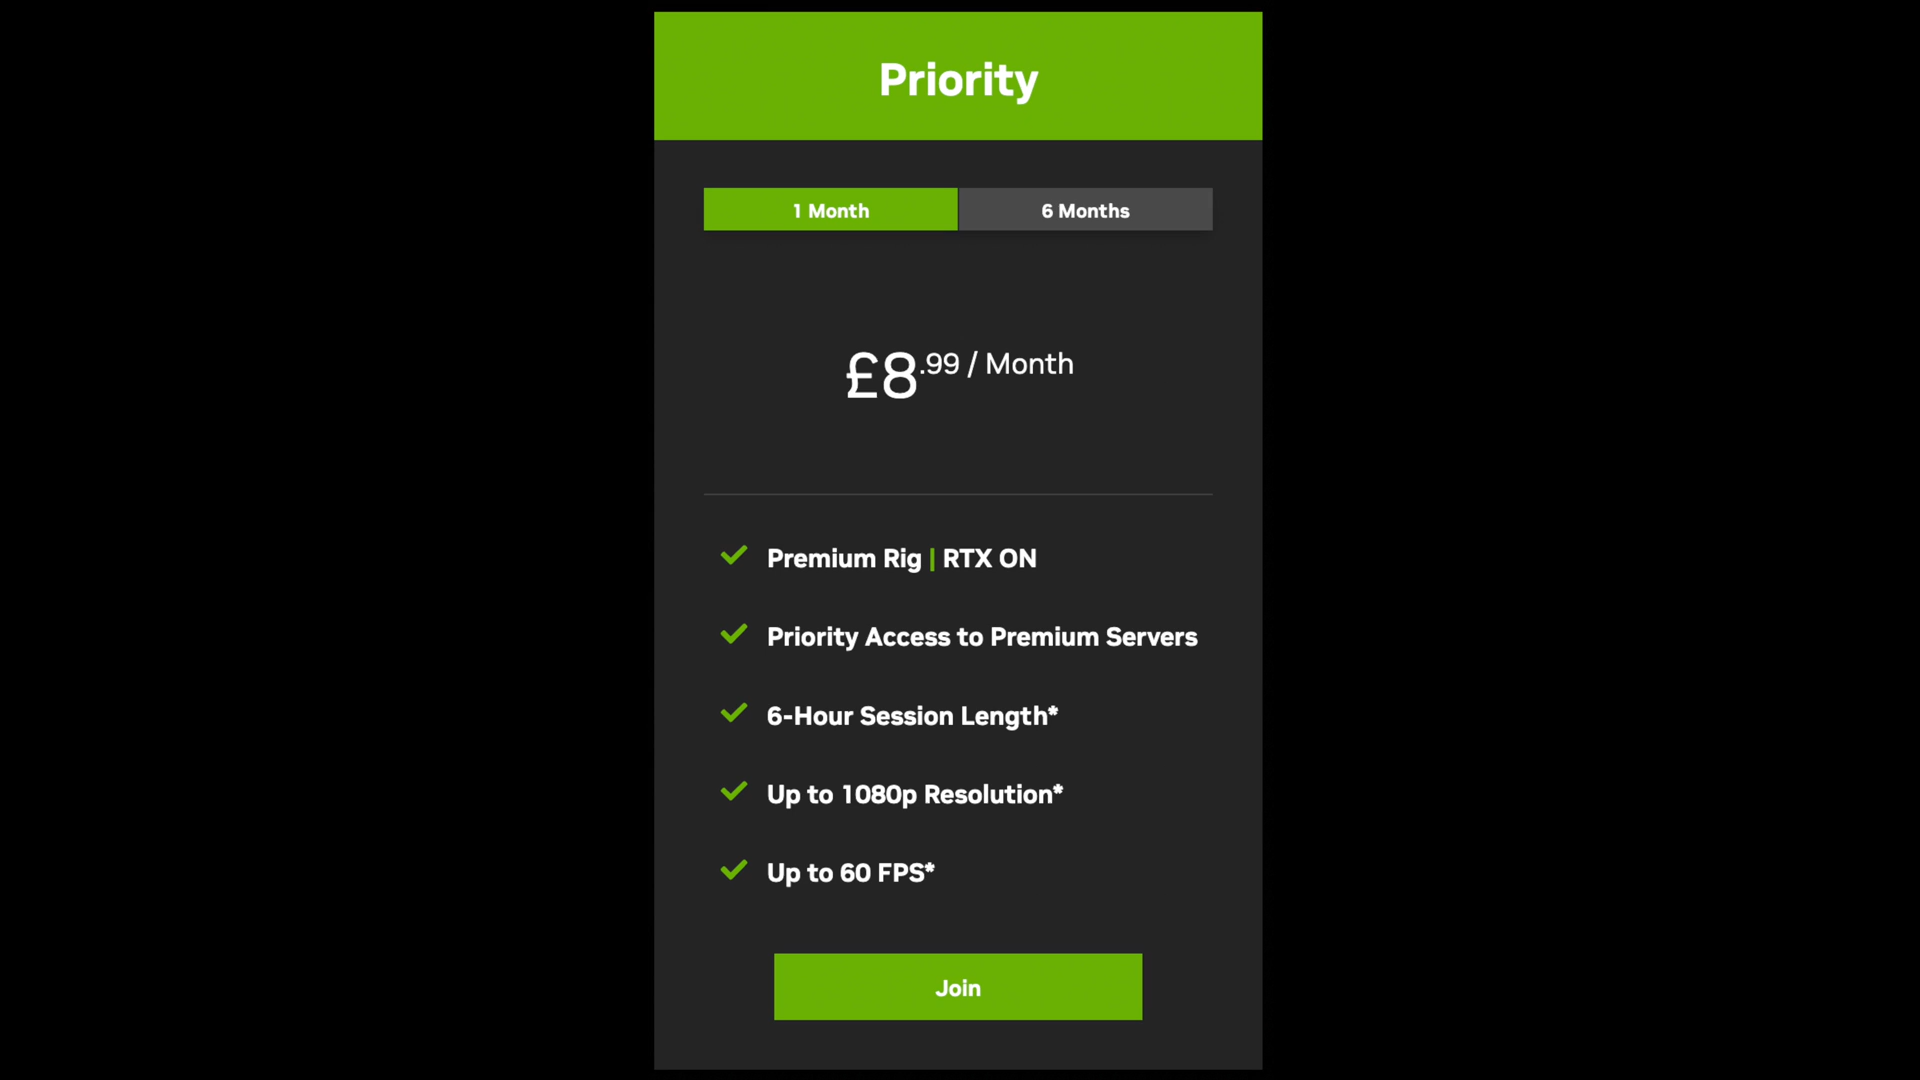 Priority
1 Month
6 Months
£8.99 / Month
Premium Rig | RTX ON
Priority Access to Premium Servers
6-Hour Session Length*
Up to 1080p Resolution*
Up to 60 FPS*
Join